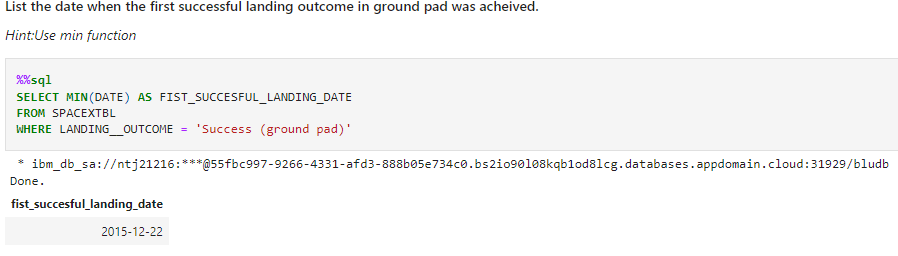 List the date when the first successful landing outcome in ground pad was acheived.
Hint:Use min function
%%sql
SELECT MIN(DATE) AS FIST_SUCCESFUL_LANDING_DATE
FROM SPACEXTBL
WHERE LANDING__OUTCOME = 'Success (ground pad)'
* ibm_db_sa://ntj21216:***@55fbc997-9266-4331-afd3-888b05e734c0.bs2io90l08kqb1od8lcg.databases.appdomain.cloud:31929/bludb
Done.
fist_succesful_landing_date
2015-12-22